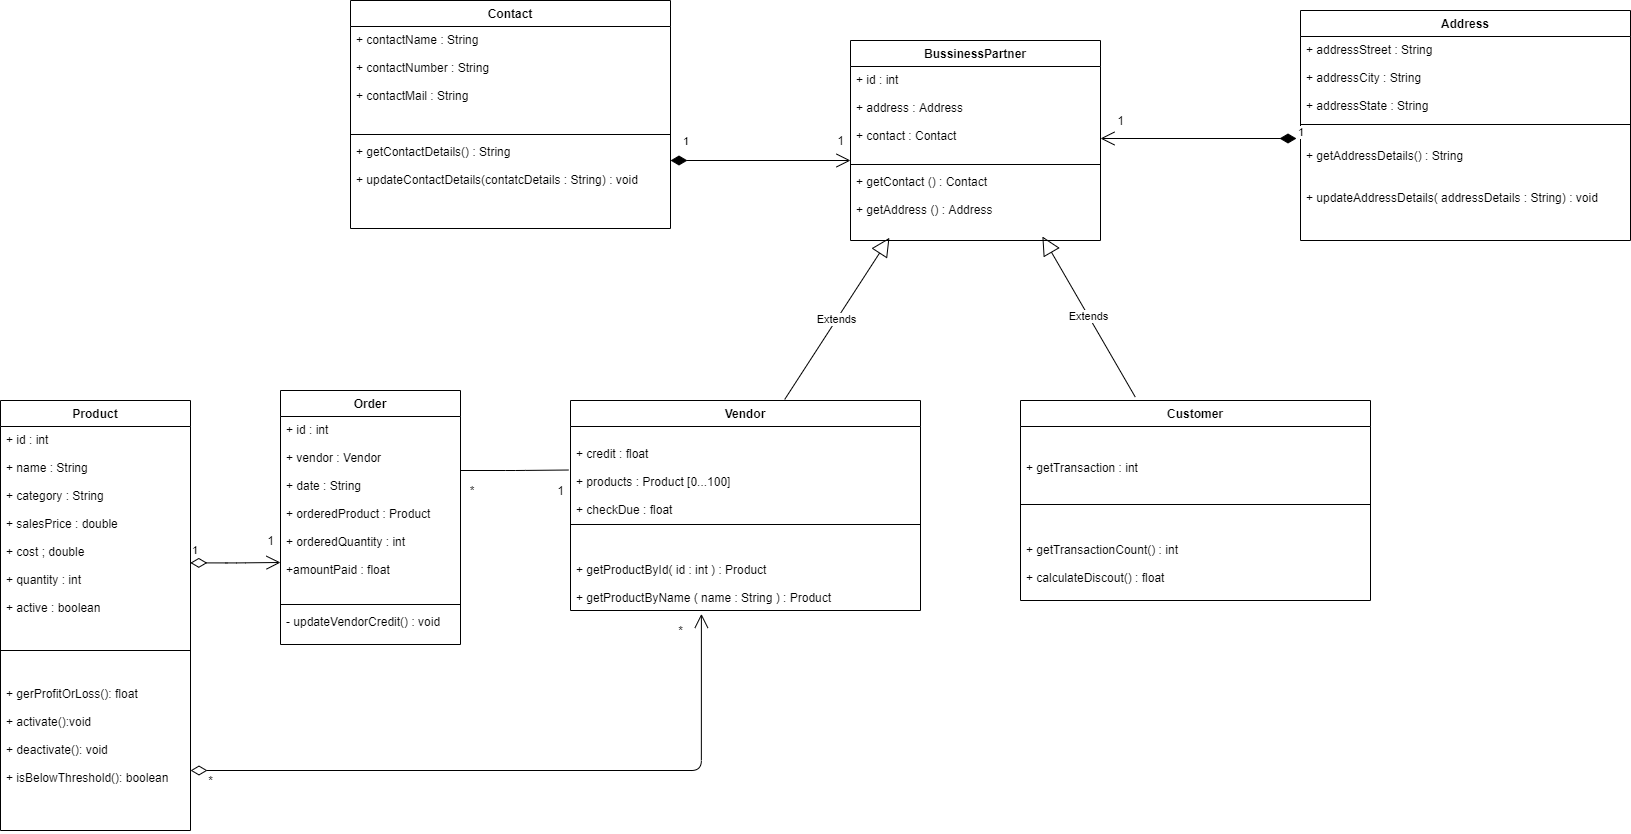 Contact
+ contactName : String
+ contactNumber : String
+ contactMail : String
+ getContactDetails() : String
+ updateContactDetails(contatcDetails : String) : void
1
1
BussinessPartner
+ id : int
+ address : Address
+ contact : Contact
+ getContact () : Contact
+ getAddress () : Address
1
1
Address
+ addressStreet : String
+ addressCity : String
+ addressState : String
+ getAddressDetails() : String
+ updateAddressDetails( addressDetails : String) : void
Extends
Extends
Product
+ id : int
+ name : String
+ category : String
+ salesPrice : double
+ cost ; double
+ quantity : int
+ active : boolean
+ gerProfitOrLoss(): float
+ activate():void
+ deactivate(): void
+ isBelowThreshold(): boolean
1
1
Order
+ id : int
+ vendor : Vendor
+ date : String
+ orderedProduct : Product
+ orderedQuantity : int
+amountPaid : float
- updateVendorCredit() : void
*
1
Vendor
+ credit : float
+ products : Product [0...100]
+ checkDue : float
+ getProductById( id : int ) : Product
+ getProductByName ( name : String ) : Product
*
*
Customer
+ getTransaction : int
+ getTransactionCount() : int
+ calculateDiscout() : float